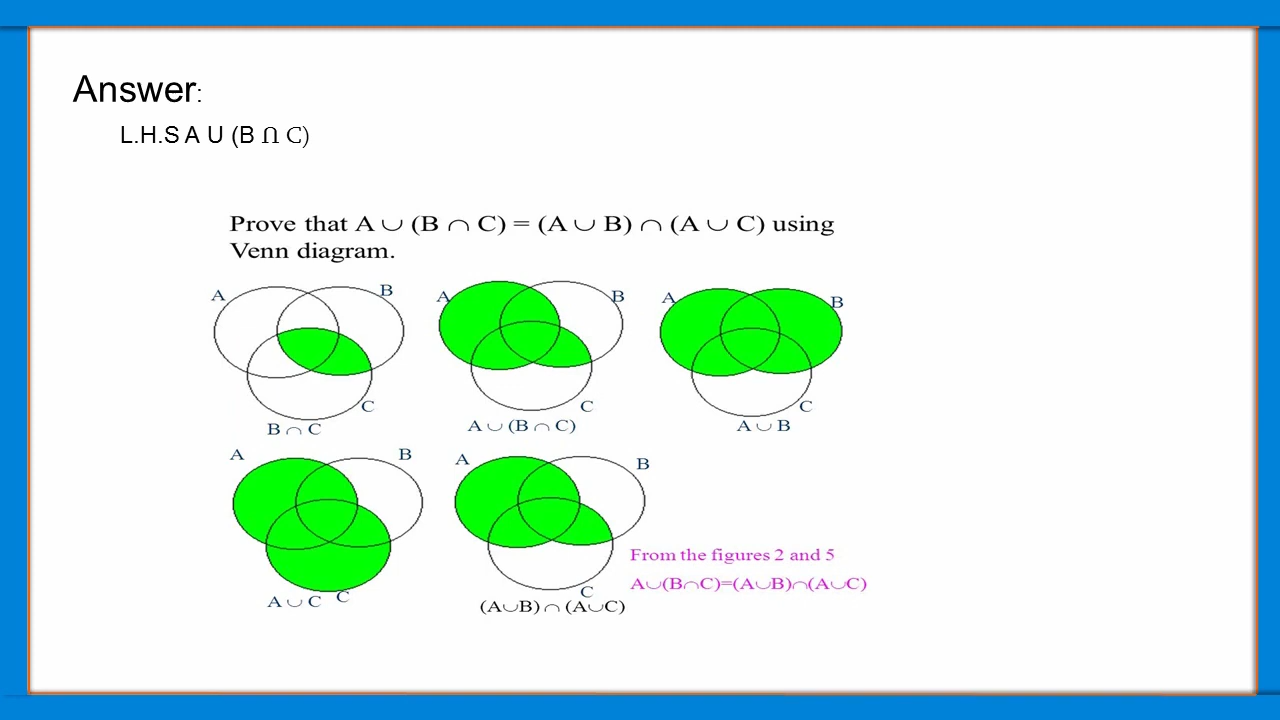 Answer:
L.H.S A U (B ᑎ C)
Prove that A ∪ (B ∩ C) = (A ∪ B) ∩ (A ∪ C) using
Venn diagram.
A
B
C
B ∩ C
A
B
C
A ∪ (B ∩ C)
A
B
C
A ∪ B
A
B
C
A ∪ C
A
B
C
(A∪B) ∩ (A∪C)
From the figures 2 and 5
A∪(B∩C)=(A∪B)∩(A∪C)